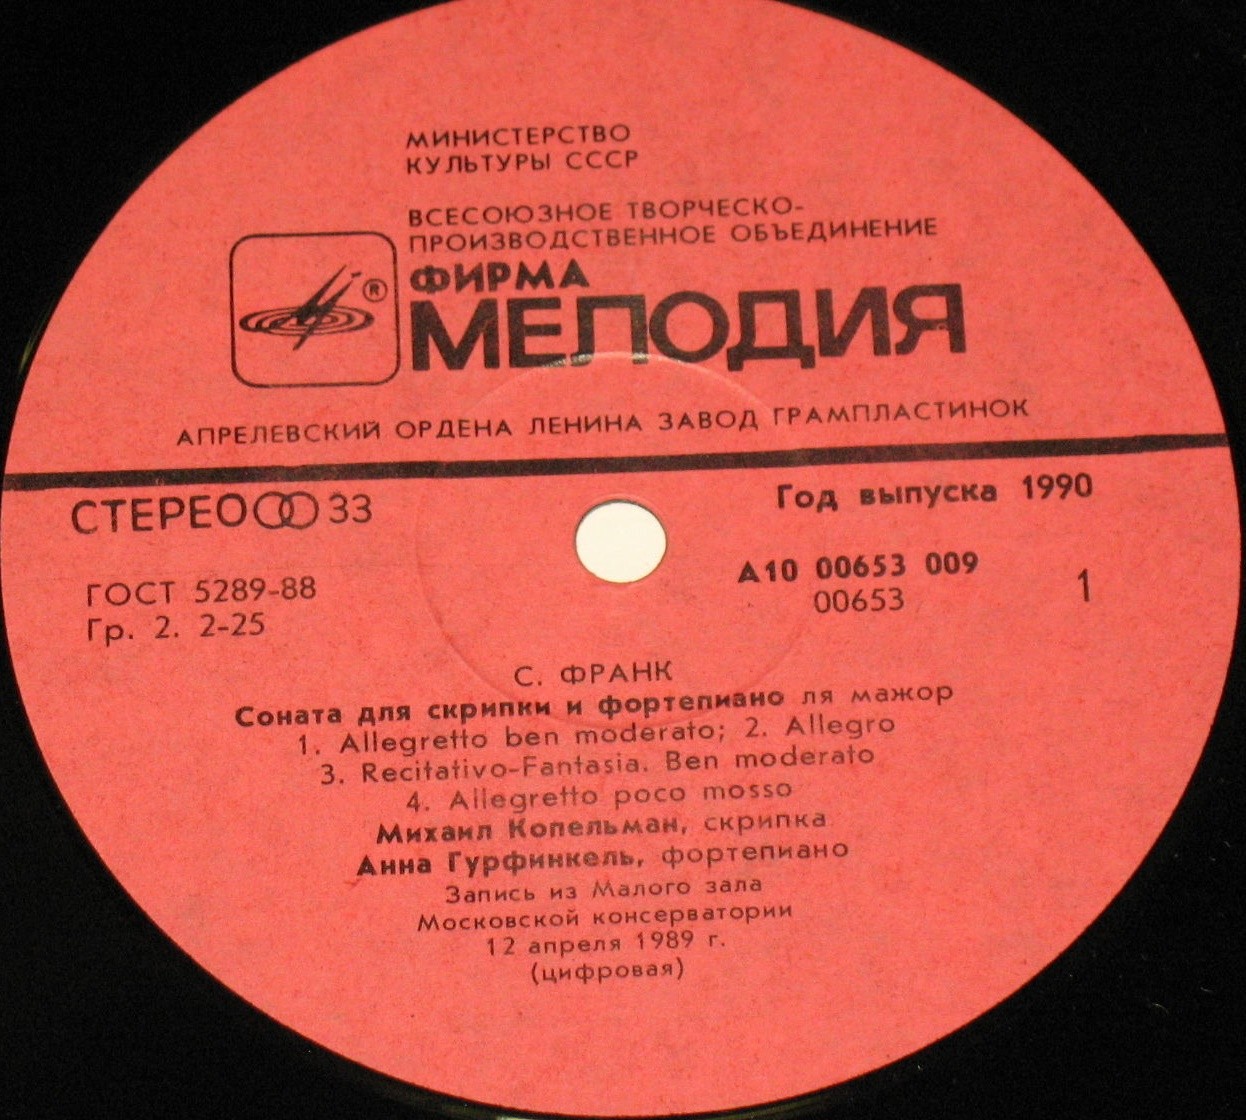 МИНИСТЕРСТВО
КУЛЬТУРЫ СССР
ВСЕСОЮЗНОЕ ТВОРЧЕСКО-
ПРОИЗВОДСТВЕННОЕ ОБЪЕДИНЕНИЕ
ФИРМА
®
МЕЛОДИЯ
АПРЕЛЕВСКИЙ ОРДЕНА ЛЕНИНА ЗАВОД ГРАМПЛАСТИНОК
СТЕРЕО 33
Год выпуска 1990
ГОСТ 5289-88
Гр. 2. 2-25
А10 00653 009
00653
1
С. ФРАНК
Соната для скрипки и фортепиано ля мажор
1. Allegretto ben moderato; 2. Allegro
3. Recitativo-Fantasia. Ben moderato
4. Allegretto poco mosso
Михаил Копельман, скрипка
Анна Гурфинкель, фортепиано
Запись из Малого зала
Московской консерватории
12 апреля 1989 г.
(цифровая)